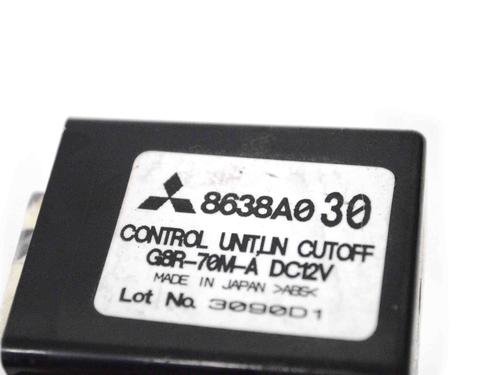 8638A0 30
CONTROL UNIT,LIN CUTOFF
G8R-70M-A DC12V
MADE IN JAPAN >ABS<
Lot No. 3090D1